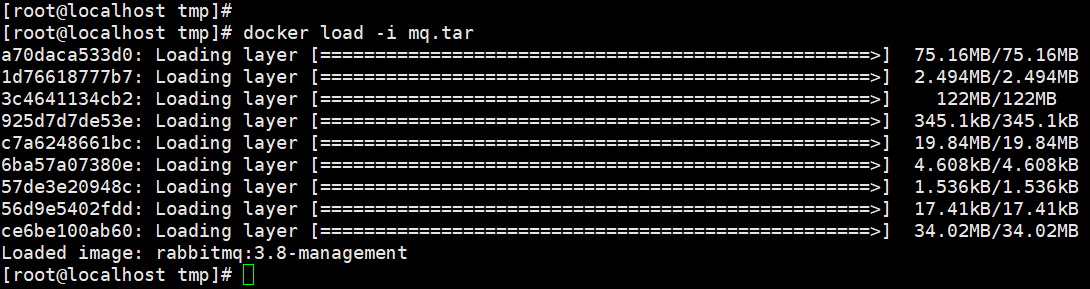 [root@localhost tmp]#
[root@localhost tmp]# docker load -i mq.tar
a70daca533d0: Loading layer [==================================================>]  75.16MB/75.16MB
1d76618777b7: Loading layer [==================================================>]  2.494MB/2.494MB
3c4641134cb2: Loading layer [==================================================>]    122MB/122MB
925d7d7de53e: Loading layer [==================================================>]  345.1kB/345.1kB
c7a6248661bc: Loading layer [==================================================>]  19.84MB/19.84MB
6ba57a07380e: Loading layer [==================================================>]  4.608kB/4.608kB
57de3e20948c: Loading layer [==================================================>]  1.536kB/1.536kB
56d9e5402fdd: Loading layer [==================================================>]  17.41kB/17.41kB
ce6be100ab60: Loading layer [==================================================>]  34.02MB/34.02MB
Loaded image: rabbitmq:3.8-management
[root@localhost tmp]#